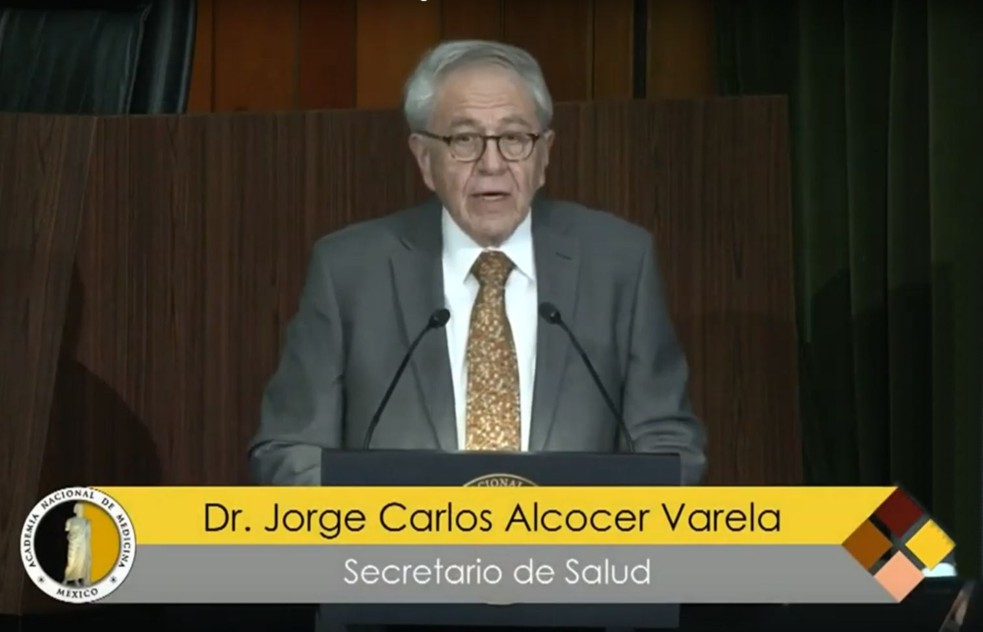 Dr. Jorge Carlos Alcocer Varela
Secretario de Salud
ACADEMIA NACIONAL DE MEDICINA
MÉXICO